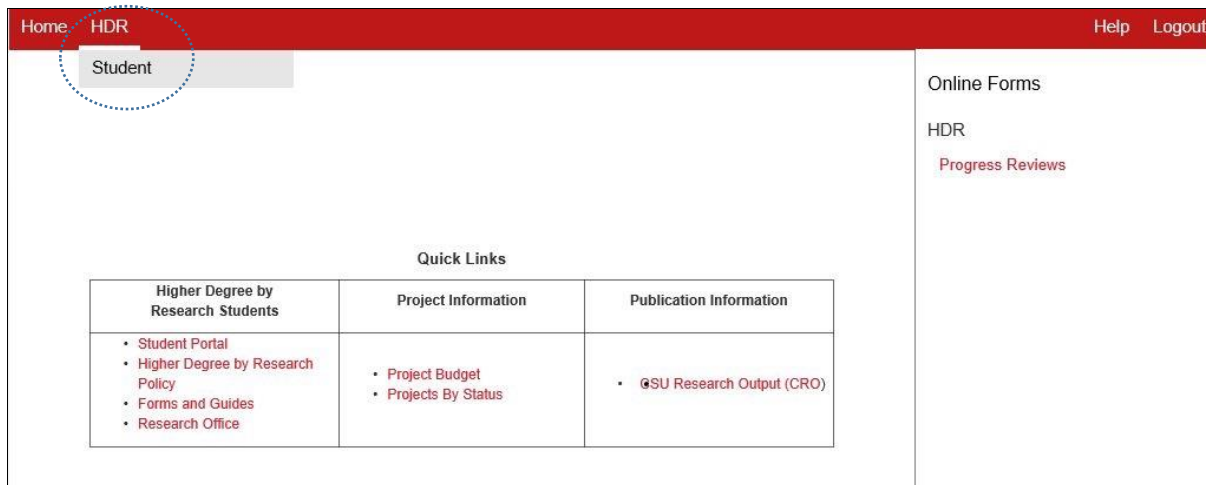 Home HDR Help Logout
Student
Online Forms
HDR
Progress Reviews
Quick Links
Higher Degree by
Research Students
Project Information
Publication Information
• Student Portal
• Higher Degree by Research
Policy
• Forms and Guides
• Research Office
• Project Budget
• Projects By Status
• CSU Research Output (CRO)